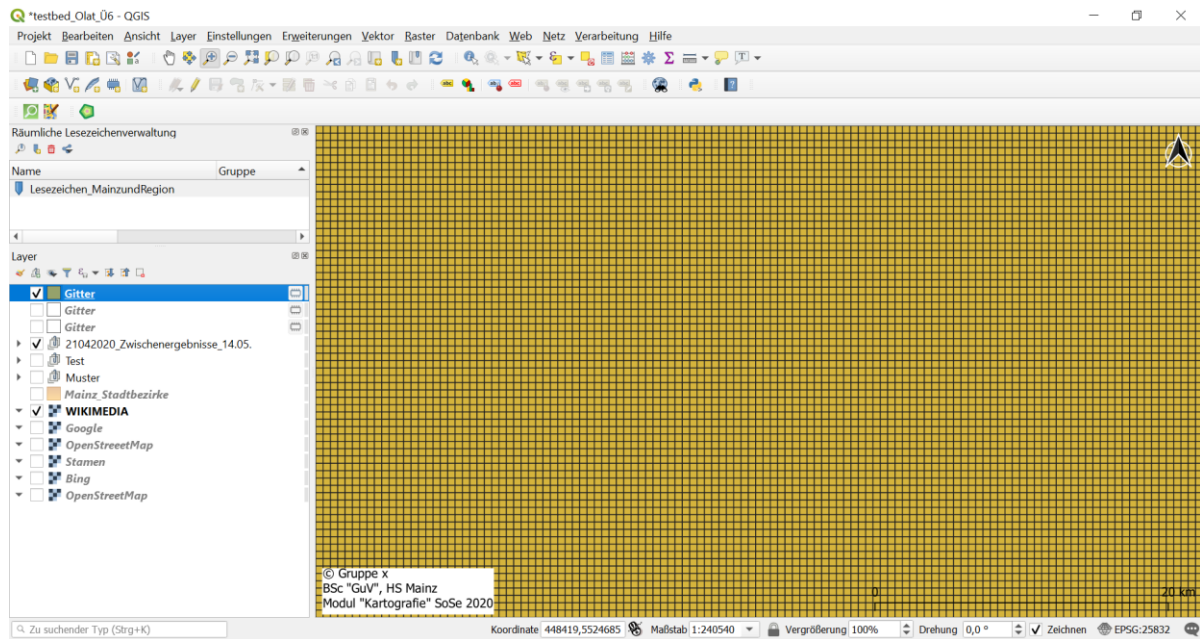 *testbed_Olat_Ü6 - QGIS
Projekt Bearbeiten Ansicht Layer Einstellungen Erweiterungen Vektor Raster Datenbank Web Netz Verarbeitung Hilfe
Räumliche Lesezeichenverwaltung
Name Gruppe
Lesezeichen_MainzundRegion
Layer
Gitter
Gitter
Gitter
21042020_Zwischenergebnisse_14.05.
Test
Muster
Mainz_Stadtbezirke
WIKIMEDIA
Google
OpenStreeetMap
Stamen
Bing
OpenStreetMap
© Gruppe x
BSc "GuV", HS Mainz
Modul "Kartografie" SoSe 2020
0 20 km
Zu suchender Typ (Strg+K) Koordinate 448419,5524685 Maßstab 1:240540 Vergrößerung 100% Drehung 0,0 ° Zeichnen EPSG:25832